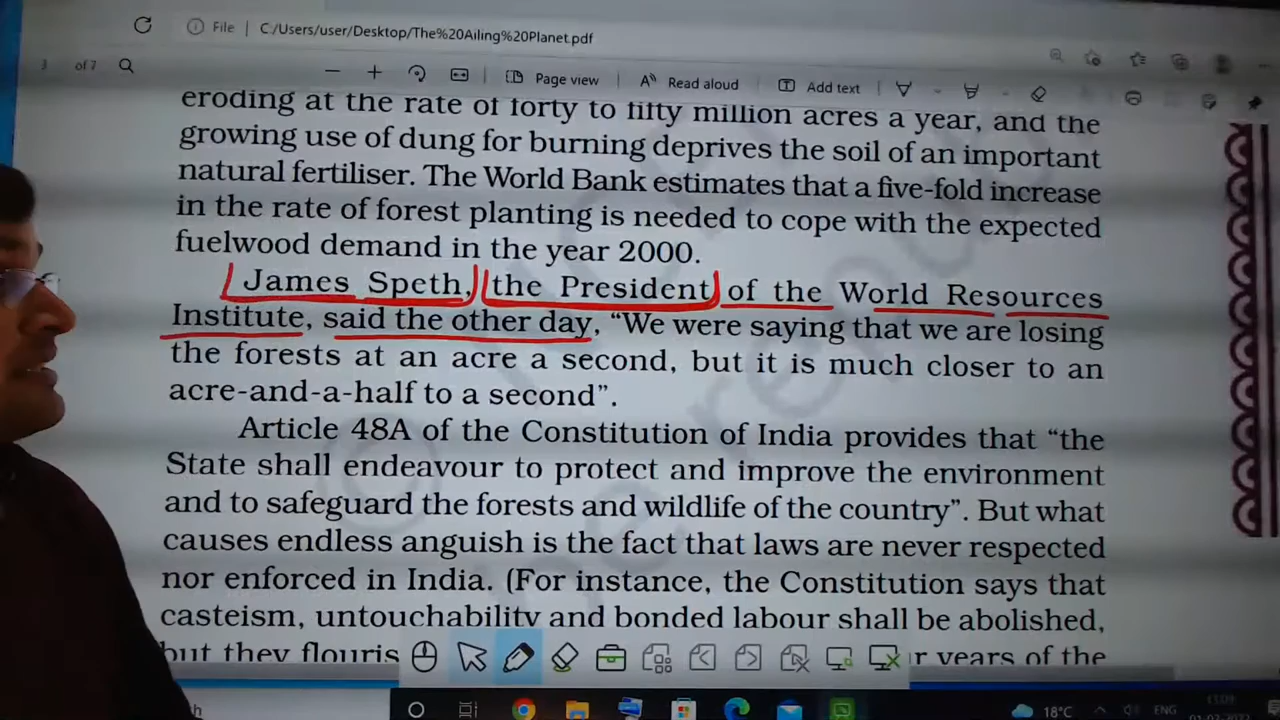 File | C:/Users/user/Desktop/The%20Ailing%20Planet.pdf
3 of 7 Page view Read aloud Add text
eroding at the rate of forty to fifty million acres a year, and the
growing use of dung for burning deprives the soil of an important
natural fertiliser. The World Bank estimates that a five-fold increase
in the rate of forest planting is needed to cope with the expected
fuelwood demand in the year 2000.
James Speth, the President of the World Resources
Institute, said the other day, “We were saying that we are losing
the forests at an acre a second, but it is much closer to an
acre-and-a-half to a second”.
Article 48A of the Constitution of India provides that “the
State shall endeavour to protect and improve the environment
and to safeguard the forests and wildlife of the country”. But what
causes endless anguish is the fact that laws are never respected
nor enforced in India. (For instance, the Constitution says that
casteism, untouchability and bonded labour shall be abolished,
but they flouris r years of the
18°C ENG